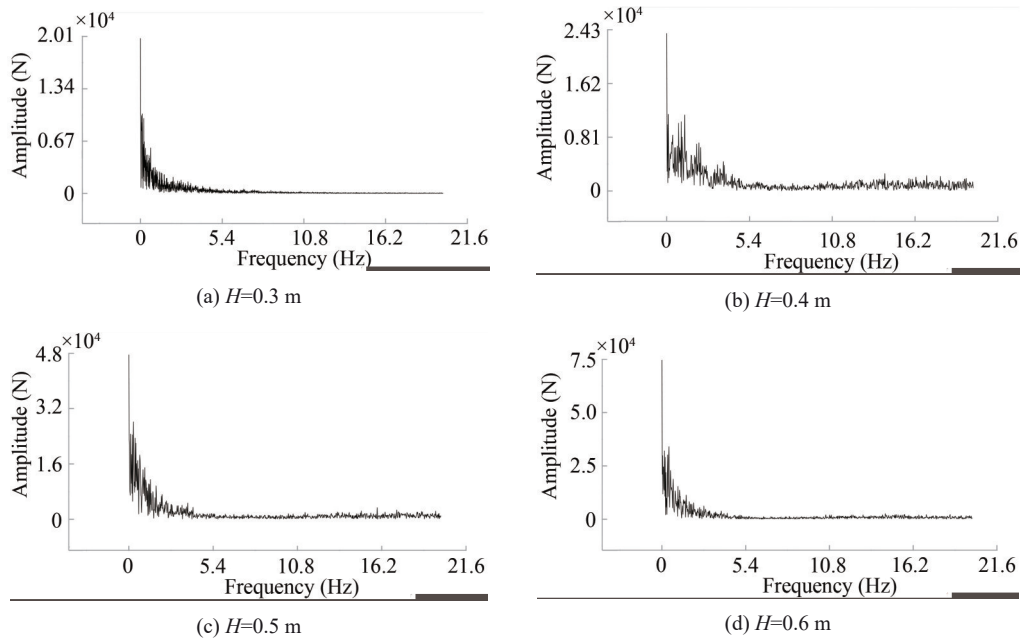 ×10⁴
2.01
1.34
0.67
0
Amplitude (N)
0 5.4 10.8 16.2 21.6
Frequency (Hz)
(a) H=0.3 m
×10⁴
2.43
1.62
0.81
0
Amplitude (N)
0 5.4 10.8 16.2 21.6
Frequency (Hz)
(b) H=0.4 m
×10⁴
4.8
3.2
1.6
0
Amplitude (N)
0 5.4 10.8 16.2 21.6
Frequency (Hz)
(c) H=0.5 m
×10⁴
7.5
5.0
2.5
0
Amplitude (N)
0 5.4 10.8 16.2 21.6
Frequency (Hz)
(d) H=0.6 m